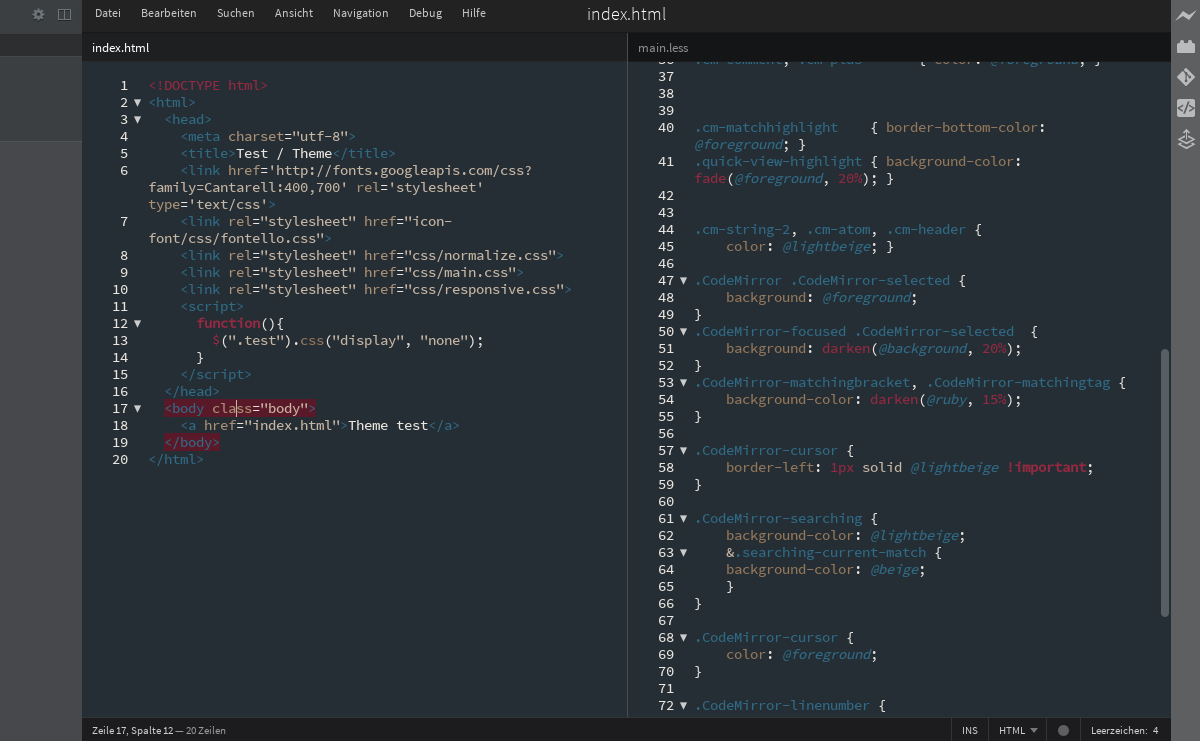 Datei Bearbeiten Suchen Ansicht Navigation Debug Hilfe index.html
index.html
1 <!DOCTYPE html>
2 ▼ <html>
3 ▼ <head>
4 <meta charset="utf-8">
5 <title>Test / Theme</title>
6 <link href='http://fonts.googleapis.com/css?
family=Cantarell:400,700' rel='stylesheet'
type='text/css'>
7 <link rel="stylesheet" href="icon-
font/css/fontello.css">
8 <link rel="stylesheet" href="css/normalize.css">
9 <link rel="stylesheet" href="css/main.css">
10 <link rel="stylesheet" href="css/responsive.css">
11 <script>
12 ▼ function(){
13 $(".test").css("display", "none");
14 }
15 </script>
16 </head>
17 ▼ <body class="body">
18 <a href="index.html">Theme test</a>
19 </body>
20 </html>
main.less
36 .cm-comment, .cm-plus { color: @foreground; }
37
38
39
40 .cm-matchhighlight { border-bottom-color:
@foreground; }
41 .quick-view-highlight { background-color:
fade(@foreground, 20%); }
42
43
44 .cm-string-2, .cm-atom, .cm-header {
45 color: @lightbeige; }
46
47 ▼ .CodeMirror .CodeMirror-selected {
48 background: @foreground;
49 }
50 ▼ .CodeMirror-focused .CodeMirror-selected {
51 background: darken(@background, 20%);
52 }
53 ▼ .CodeMirror-matchingbracket, .CodeMirror-matchingtag {
54 background-color: darken(@ruby, 15%);
55 }
56
57 ▼ .CodeMirror-cursor {
58 border-left: 1px solid @lightbeige !important;
59 }
60
61 ▼ .CodeMirror-searching {
62 background-color: @lightbeige;
63 ▼ &.searching-current-match {
64 background-color: @beige;
65 }
66 }
67
68 ▼ .CodeMirror-cursor {
69 color: @foreground;
70 }
71
72 ▼ .CodeMirror-linenumber {
Zeile 17, Spalte 12 — 20 Zeilen INS HTML Leerzeichen: 4